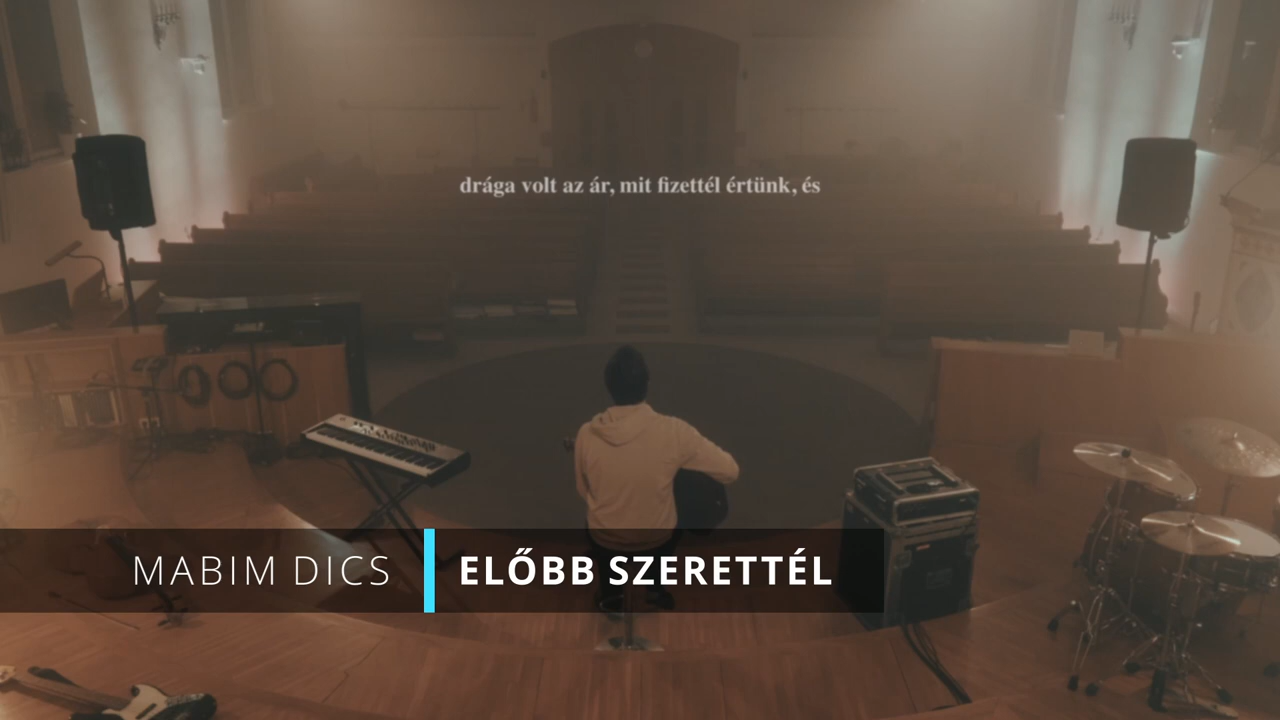 drága volt az ár, mit fizettél értünk, és
MABIM DICS ELŐBB SZERETTÉL